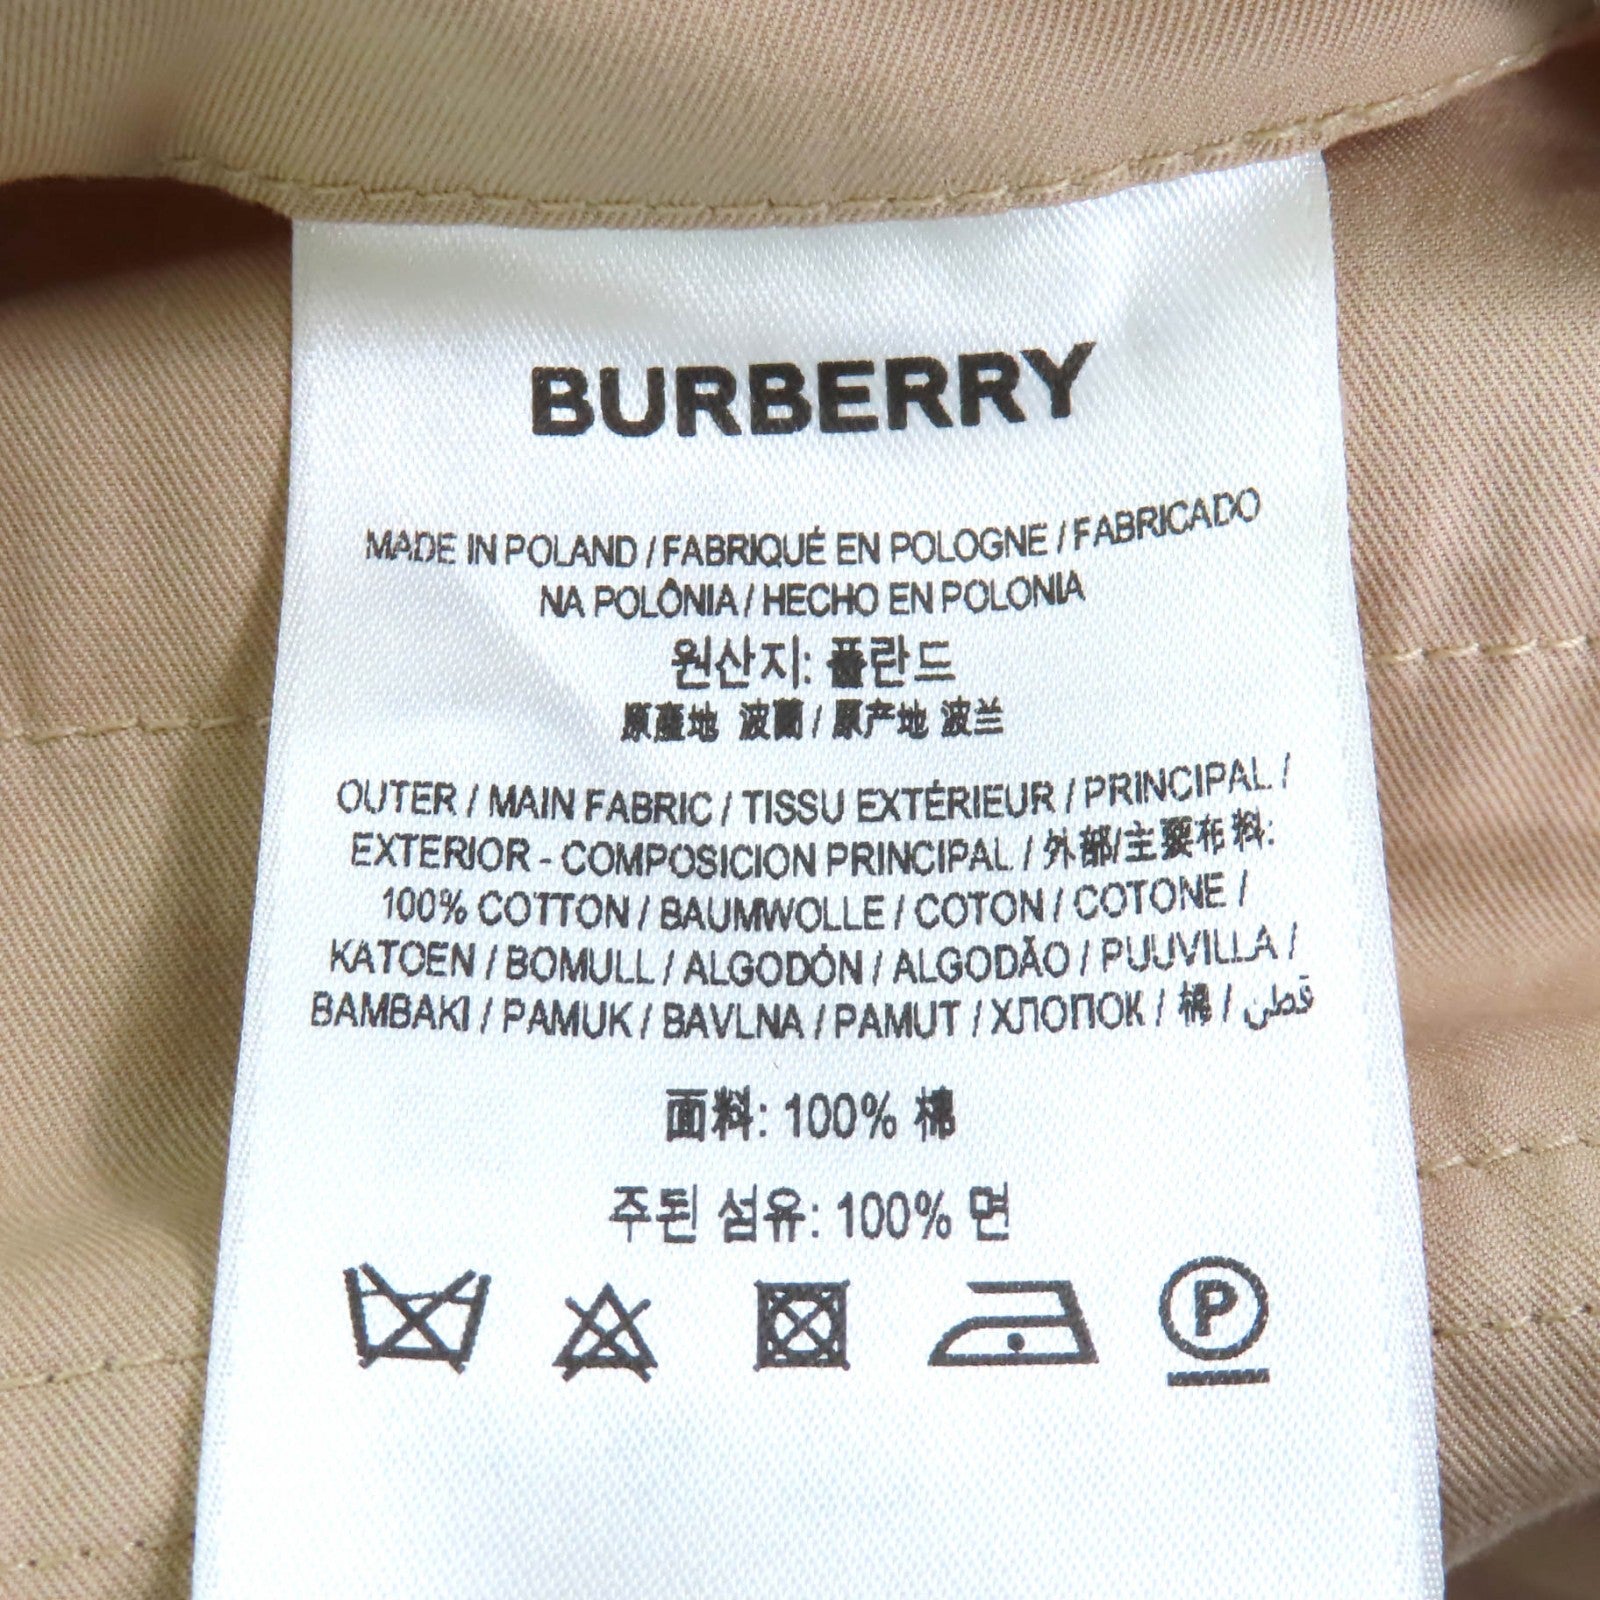 BURBERRY
MADE IN POLAND / FABRIQUÉ EN POLOGNE / FABRICADO
NA POLÔNIA / HECHO EN POLONIA
원산지: 폴란드
原產地 波蘭 / 原产地 波兰
OUTER / MAIN FABRIC / TISSU EXTÉRIEUR / PRINCIPAL /
EXTERIOR - COMPOSICION PRINCIPAL / 外部/主要布料:
100% COTTON / BAUMWOLLE / COTON / COTONE /
KATOEN / BOMULL / ALGODÓN / ALGODÃO / PUUVILLA /
BAMBAKI / PAMUK / BAVLNA / PAMUT / ХЛОПОК / 棉 / قطن
面料: 100% 棉
주된 섬유: 100% 면
P